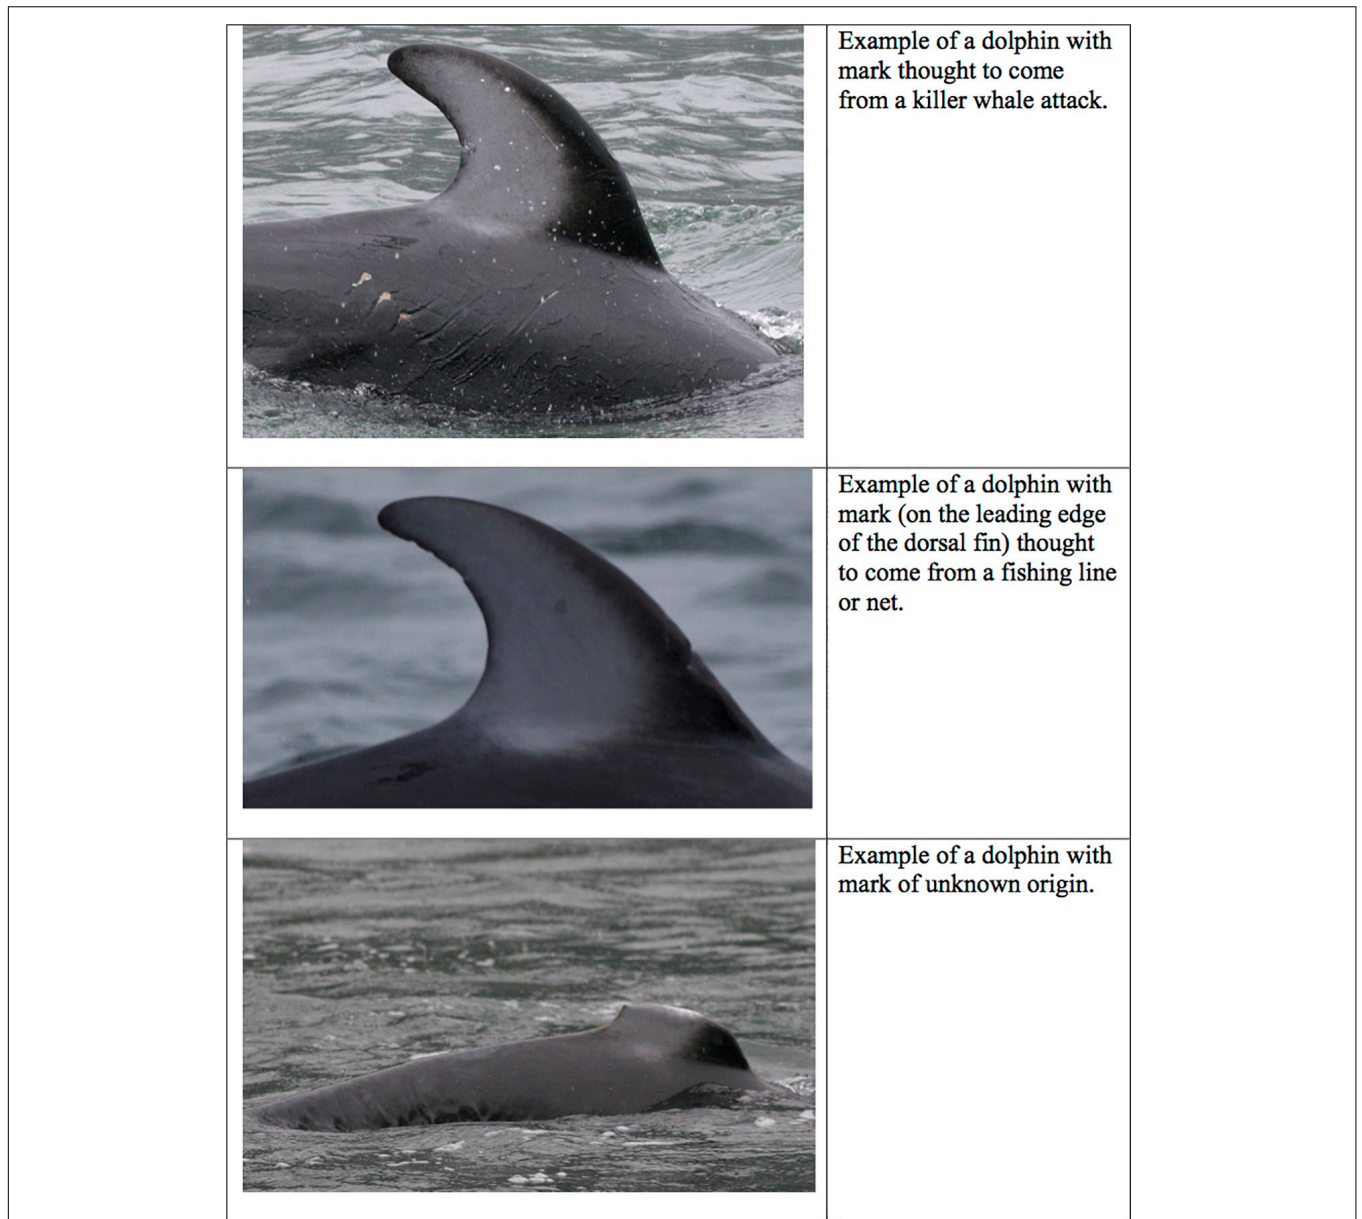 Example of a dolphin with
mark thought to come
from a killer whale attack.
Example of a dolphin with
mark (on the leading edge
of the dorsal fin) thought
to come from a fishing line
or net.
Example of a dolphin with
mark of unknown origin.